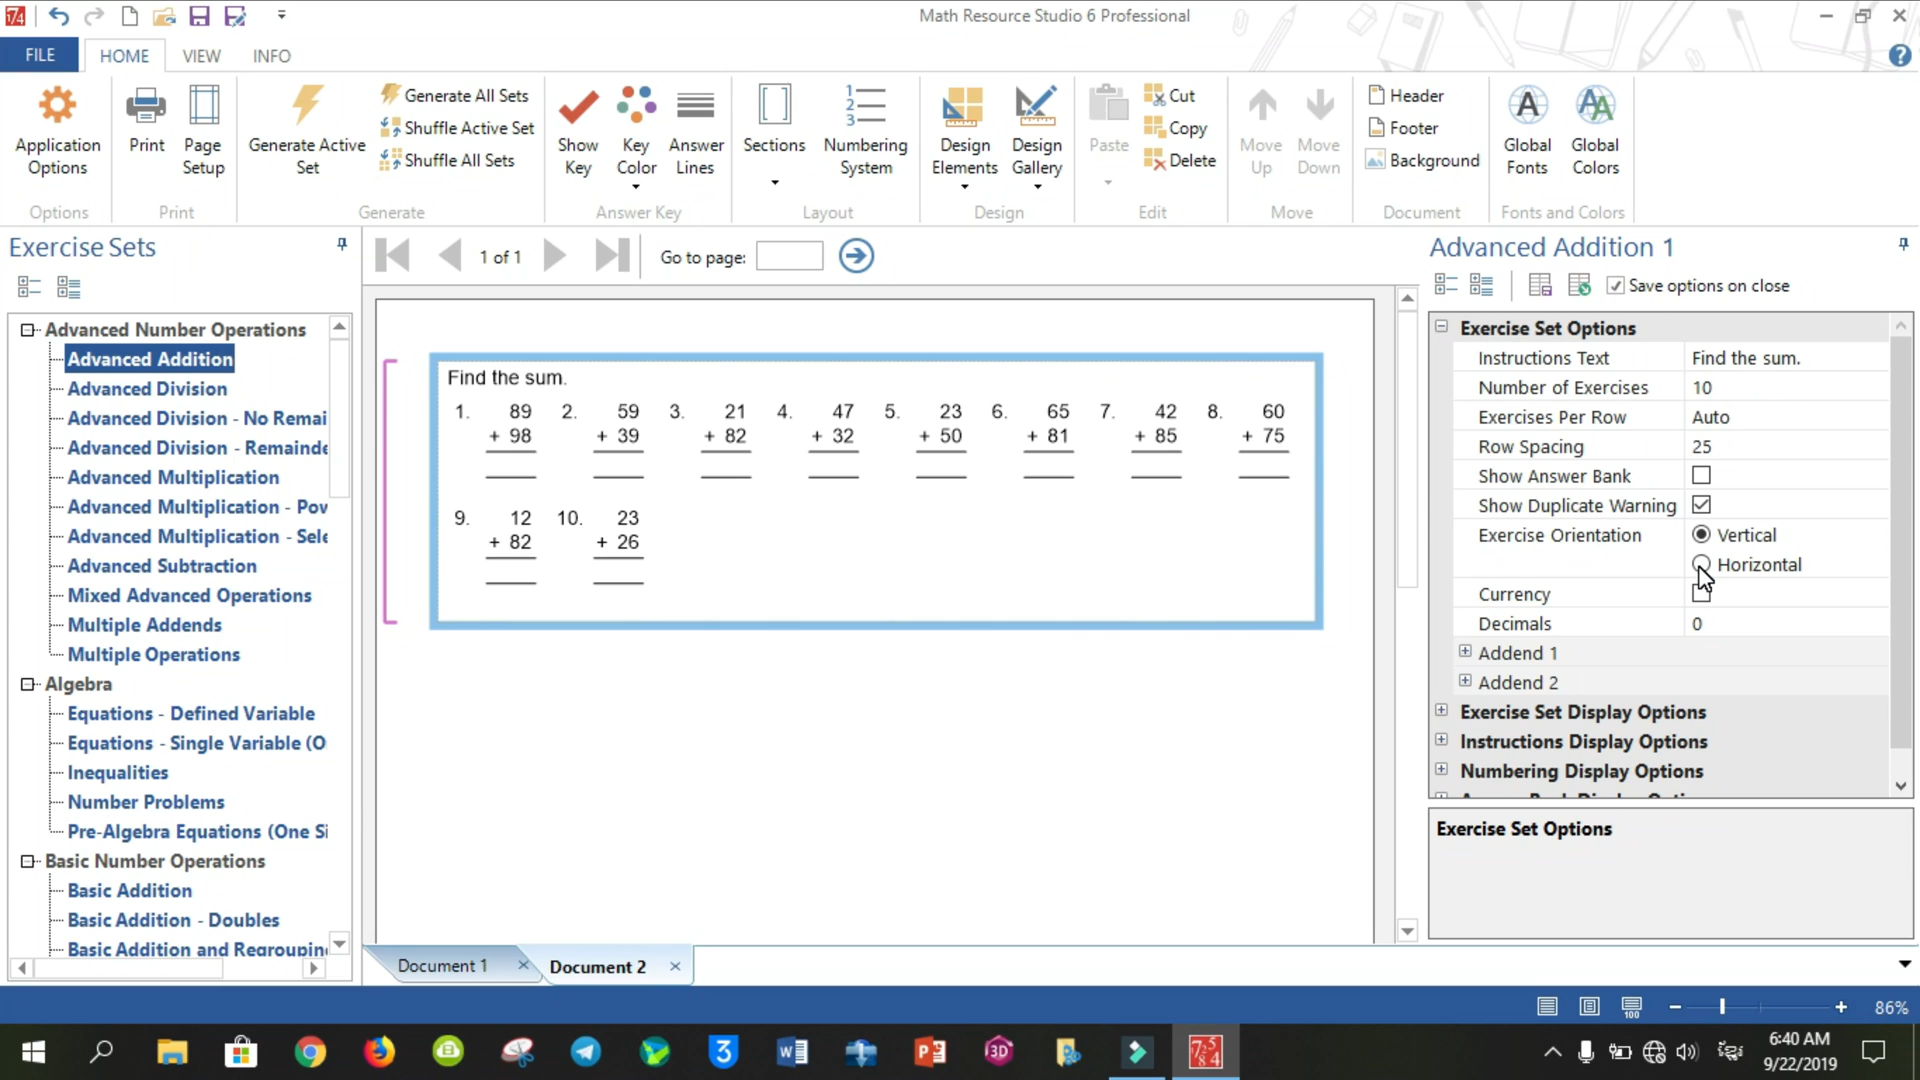 Math Resource Studio 6 Professional
FILE
HOME
VIEW
INFO
Application Options
Print
Page Setup
Generate Active Set
Generate All Sets
Shuffle Active Set
Shuffle All Sets
Show Key
Key Color
Answer Lines
Sections
Numbering System
Design Elements
Design Gallery
Paste
Cut
Copy
Delete
Move Up
Move Down
Header
Footer
Background
Global Fonts
Global Colors
Options
Print
Generate
Answer Key
Layout
Design
Edit
Move
Document
Fonts and Colors
Exercise Sets
Advanced Number Operations
Advanced Addition
Advanced Division
Advanced Division - No Remai
Advanced Division - Remainde
Advanced Multiplication
Advanced Multiplication - Pov
Advanced Multiplication - Sele
Advanced Subtraction
Mixed Advanced Operations
Multiple Addends
Multiple Operations
Algebra
Equations - Defined Variable
Equations - Single Variable (O
Inequalities
Number Problems
Pre-Algebra Equations (One Si
Basic Number Operations
Basic Addition
Basic Addition - Doubles
Basic Addition and Regrouping
1 of 1
Go to page:
Find the sum.
1. 89 2. 59 3. 21 4. 47 5. 23 6. 65 7. 42 8. 60
+ 98 + 39 + 82 + 32 + 50 + 81 + 85 + 75
9. 12 10. 23
+ 82 + 26
Document 1
Document 2
Advanced Addition 1
Save options on close
Exercise Set Options
Instructions Text Find the sum.
Number of Exercises 10
Exercises Per Row Auto
Row Spacing 25
Show Answer Bank
Show Duplicate Warning
Exercise Orientation Vertical
Horizontal
Currency
Decimals 0
Addend 1
Addend 2
Exercise Set Display Options
Instructions Display Options
Numbering Display Options
Exercise Set Options
86%
6:40 AM
9/22/2019